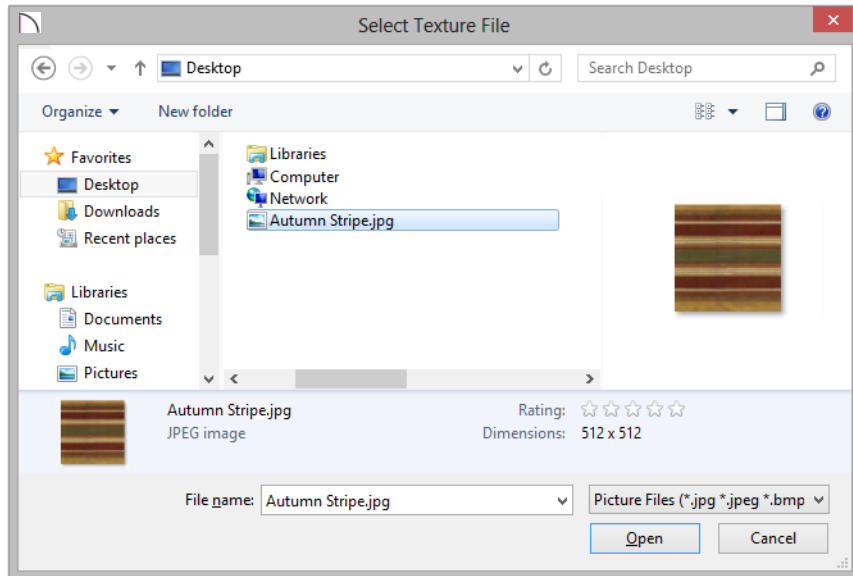 Select Texture File
Desktop
Search Desktop
Organize
New folder
Favorites
Desktop
Downloads
Recent places
Libraries
Documents
Music
Pictures
Libraries
Computer
Network
Autumn Stripe.jpg
Autumn Stripe.jpg
JPEG image
Rating:
Dimensions: 512 x 512
File name: Autumn Stripe.jpg
Picture Files (*.jpg *.jpeg *.bmp
Open
Cancel